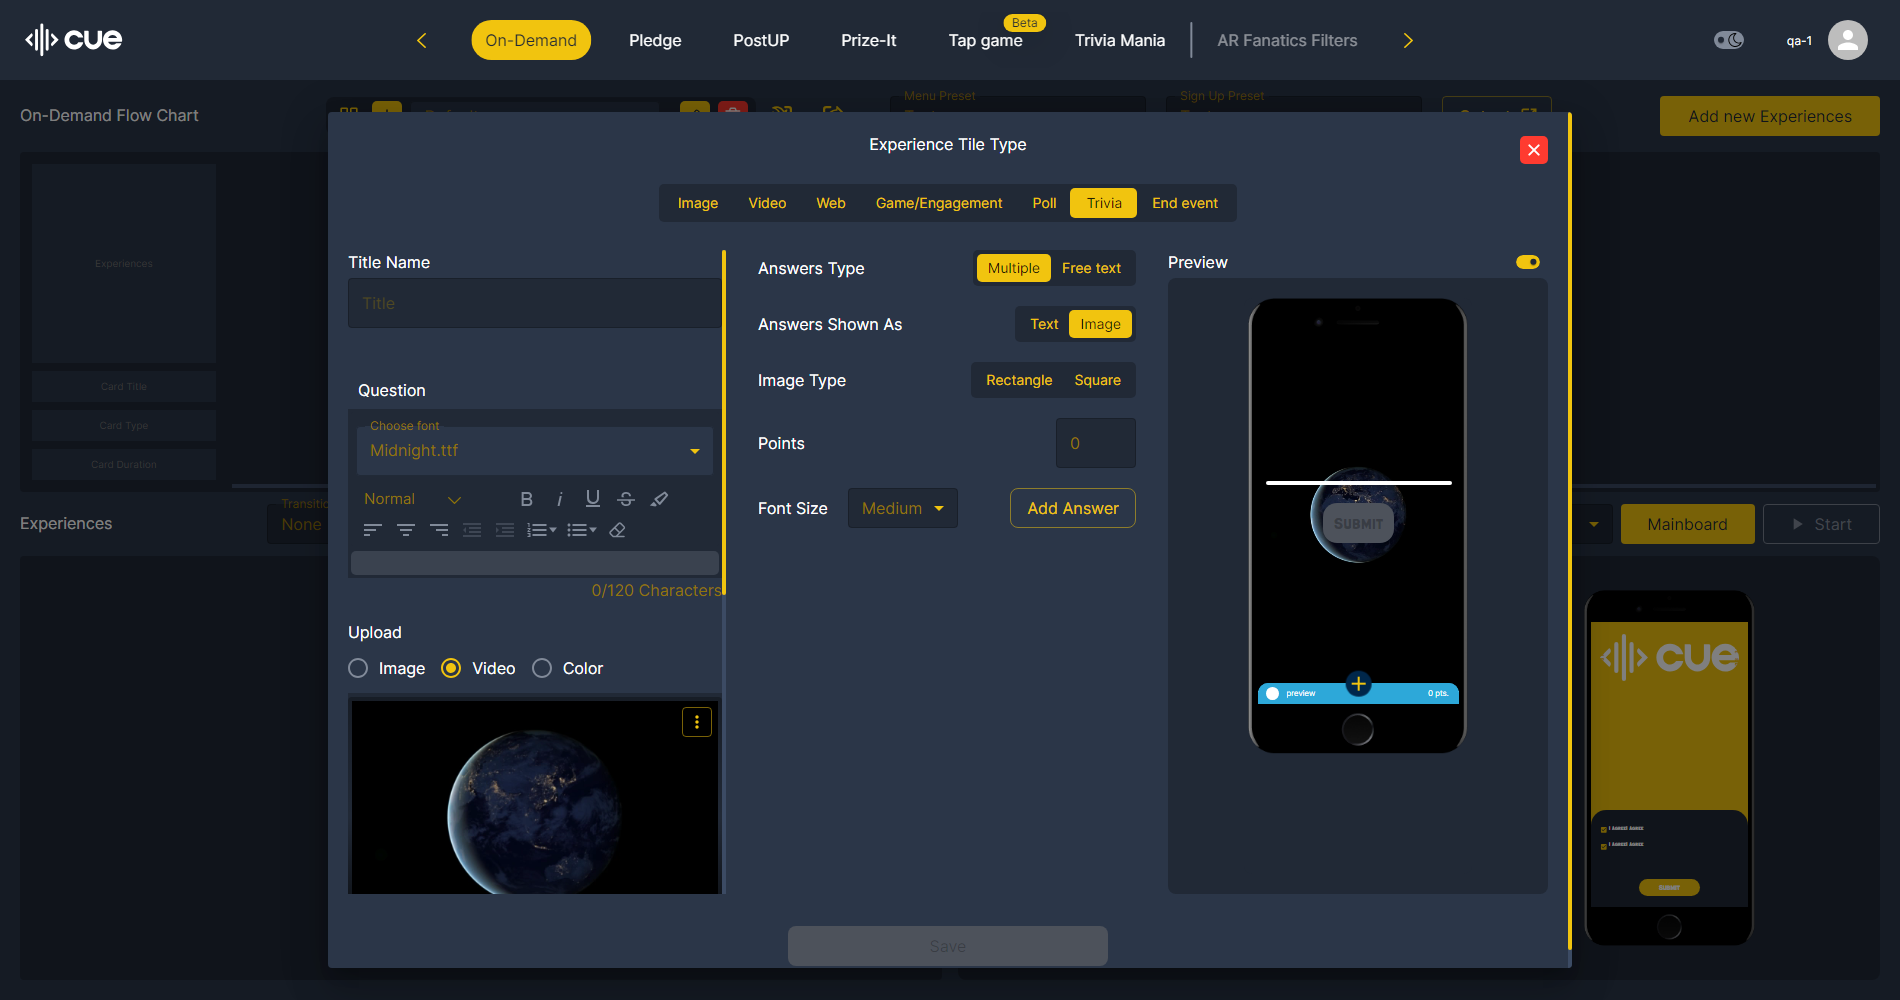 cue
On-Demand
Pledge
PostUP
Prize-It
Beta
Tap game
Trivia Mania
AR Fanatics Filters
qa-1
On-Demand Flow Chart
Menu Preset
Sign Up Preset
Add new Experiences
Experience Tile Type
Image
Video
Web
Game/Engagement
Poll
Trivia
End event
Experiences
Card Title
Card Type
Card Duration
Title Name
Title
Question
Choose font
Midnight.ttf
Normal
0/120 Characters
Upload
Image
Video
Color
Answers Type
Multiple
Free text
Answers Shown As
Text
Image
Image Type
Rectangle
Square
Points
0
Font Size
Medium
Add Answer
Preview
SUBMIT
preview
0 pts.
Experiences
None
Mainboard
Start
cue
SUBMIT
Save